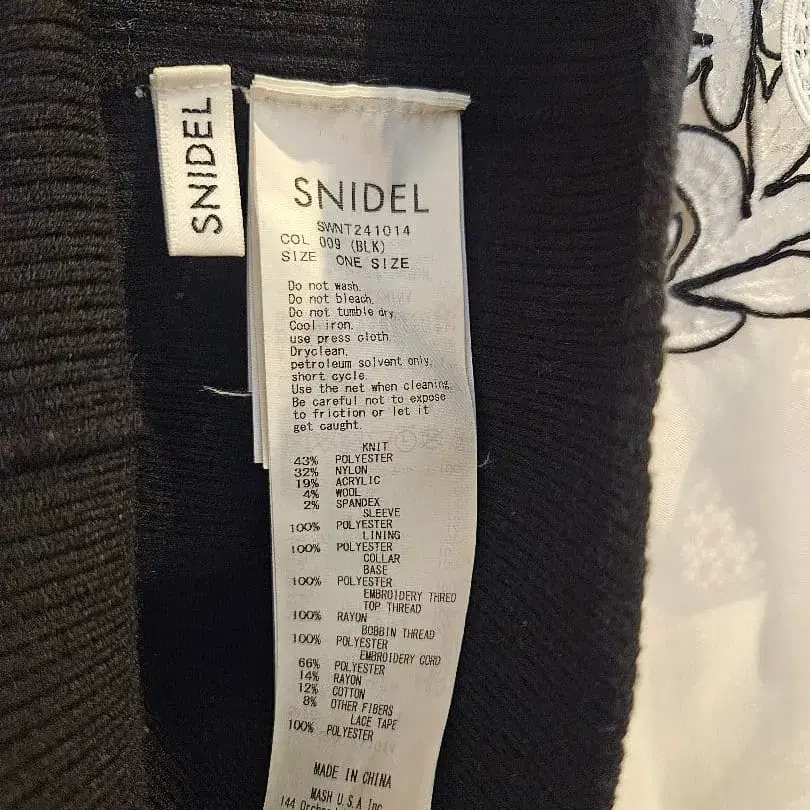 SNIDEL
SNIDEL
SWNT241014
COL 009 (BLK)
SIZE ONE SIZE
Do not wash.
Do not bleach.
Do not tumble dry
Cool iron.
use press cloth.
Dryclean.
petroleum solvent only.
short cycle.
Use the net when cleaning.
Be careful not to expose
to friction or let it
get caught.
KNIT
43% POLYESTER
32% NYLON
19% ACRYLIC
4% WOOL
2% SPANDEX
SLEEVE
100% POLYESTER
LINING
100% POLYESTER
COLLAR
BASE
100% POLYESTER
EMBROIDERY THRED
TOP THREAD
100% RAYON
BOBBIN THREAD
100% POLYESTER
EMBROIDERY CORD
66% POLYESTER
14% RAYON
12% COTTON
8% OTHER FIBERS
LACE TAPE
100% POLYESTER
MADE IN CHINA
MASH U.S.A Inc.
144